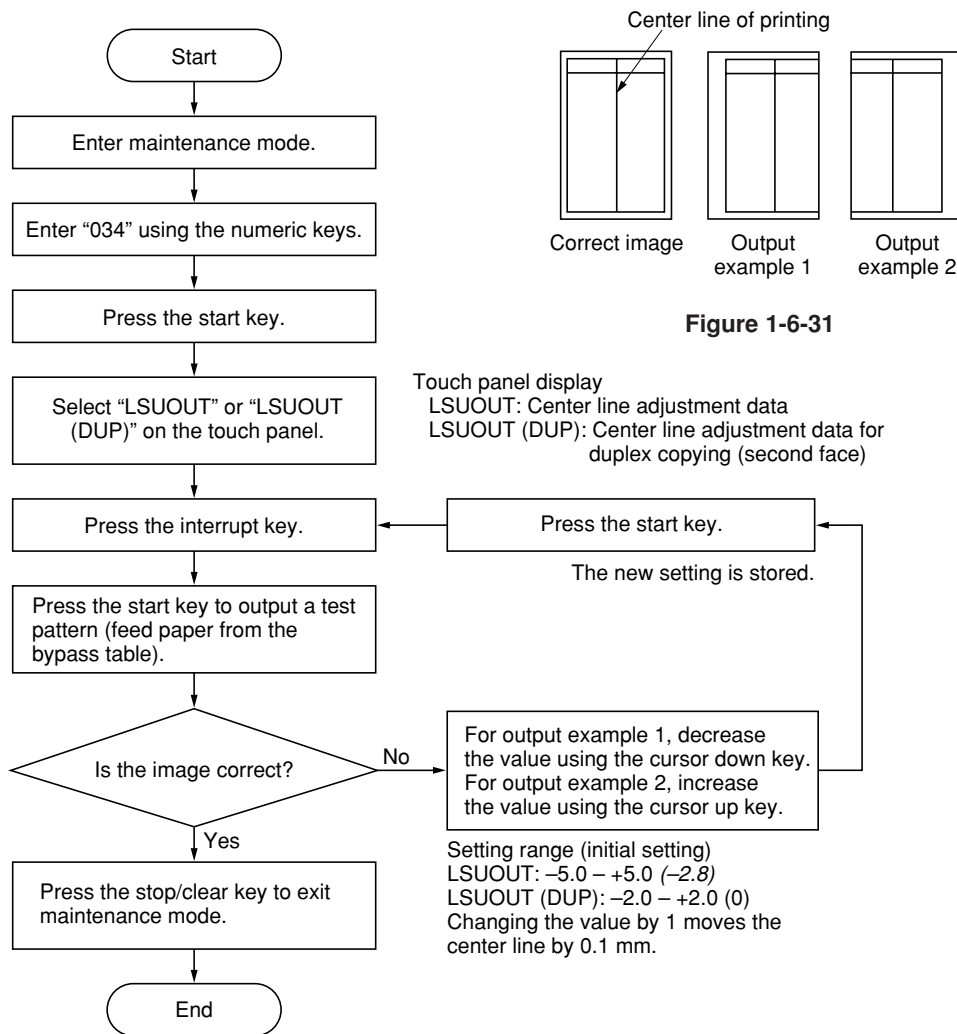 Start
Enter maintenance mode.
Enter “034” using the numeric keys.
Press the start key.
Select “LSUOUT” or “LSUOUT
(DUP)” on the touch panel.
Press the interrupt key.
Press the start key to output a test
pattern (feed paper from the
bypass table).
Is the image correct?
No
Yes
Press the stop/clear key to exit
maintenance mode.
End
Center line of printing
Correct image
Output
example 1
Output
example 2
Figure 1-6-31
Touch panel display
LSUOUT: Center line adjustment data
LSUOUT (DUP): Center line adjustment data for
duplex copying (second face)
Press the start key.
The new setting is stored.
For output example 1, decrease
the value using the cursor down key.
For output example 2, increase
the value using the cursor up key.
Setting range (initial setting)
LSUOUT: –5.0 – +5.0 (–2.8)
LSUOUT (DUP): –2.0 – +2.0 (0)
Changing the value by 1 moves the
center line by 0.1 mm.